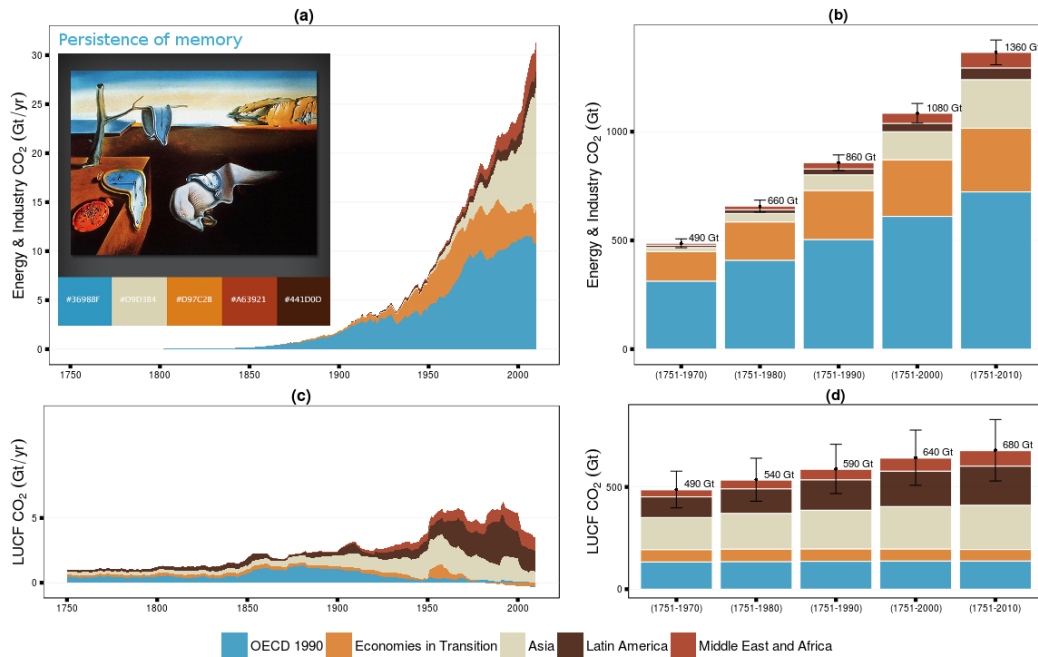 (a)
Persistence of memory
#36988F
#D9D3B4
#D97C2B
#A63921
#441D0D
Energy & Industry CO2 (Gt/yr)
30
25
20
15
10
5
0
1750
1800
1850
1900
1950
2000
(b)
Energy & Industry CO2 (Gt)
1000
500
0
490 Gt
660 Gt
860 Gt
1080 Gt
1360 Gt
(1751-1970)
(1751-1980)
(1751-1990)
(1751-2000)
(1751-2010)
(c)
LUCF CO2 (Gt/yr)
5
0
1750
1800
1850
1900
1950
2000
(d)
LUCF CO2 (Gt)
500
0
490 Gt
540 Gt
590 Gt
640 Gt
680 Gt
(1751-1970)
(1751-1980)
(1751-1990)
(1751-2000)
(1751-2010)
OECD 1990
Economies in Transition
Asia
Latin America
Middle East and Africa